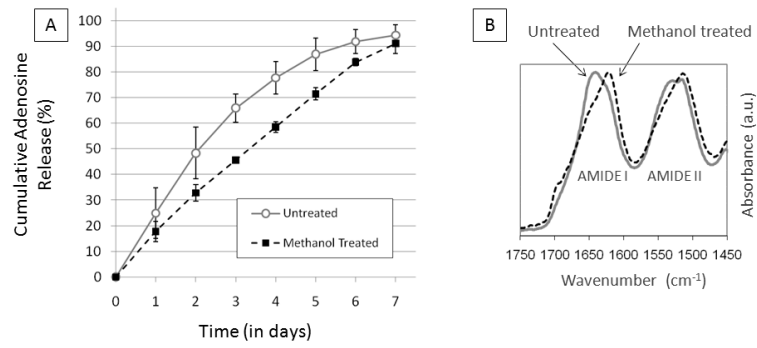 A
Cumulative Adenosine
Release (%)
100
90
80
70
60
50
40
30
20
10
0
Untreated
Methanol Treated
0 1 2 3 4 5 6 7
Time (in days)
B
Untreated Methanol treated
AMIDE I AMIDE II
Absorbance (a.u.)
1750 1700 1650 1600 1550 1500 1450
Wavenumber (cm⁻¹)